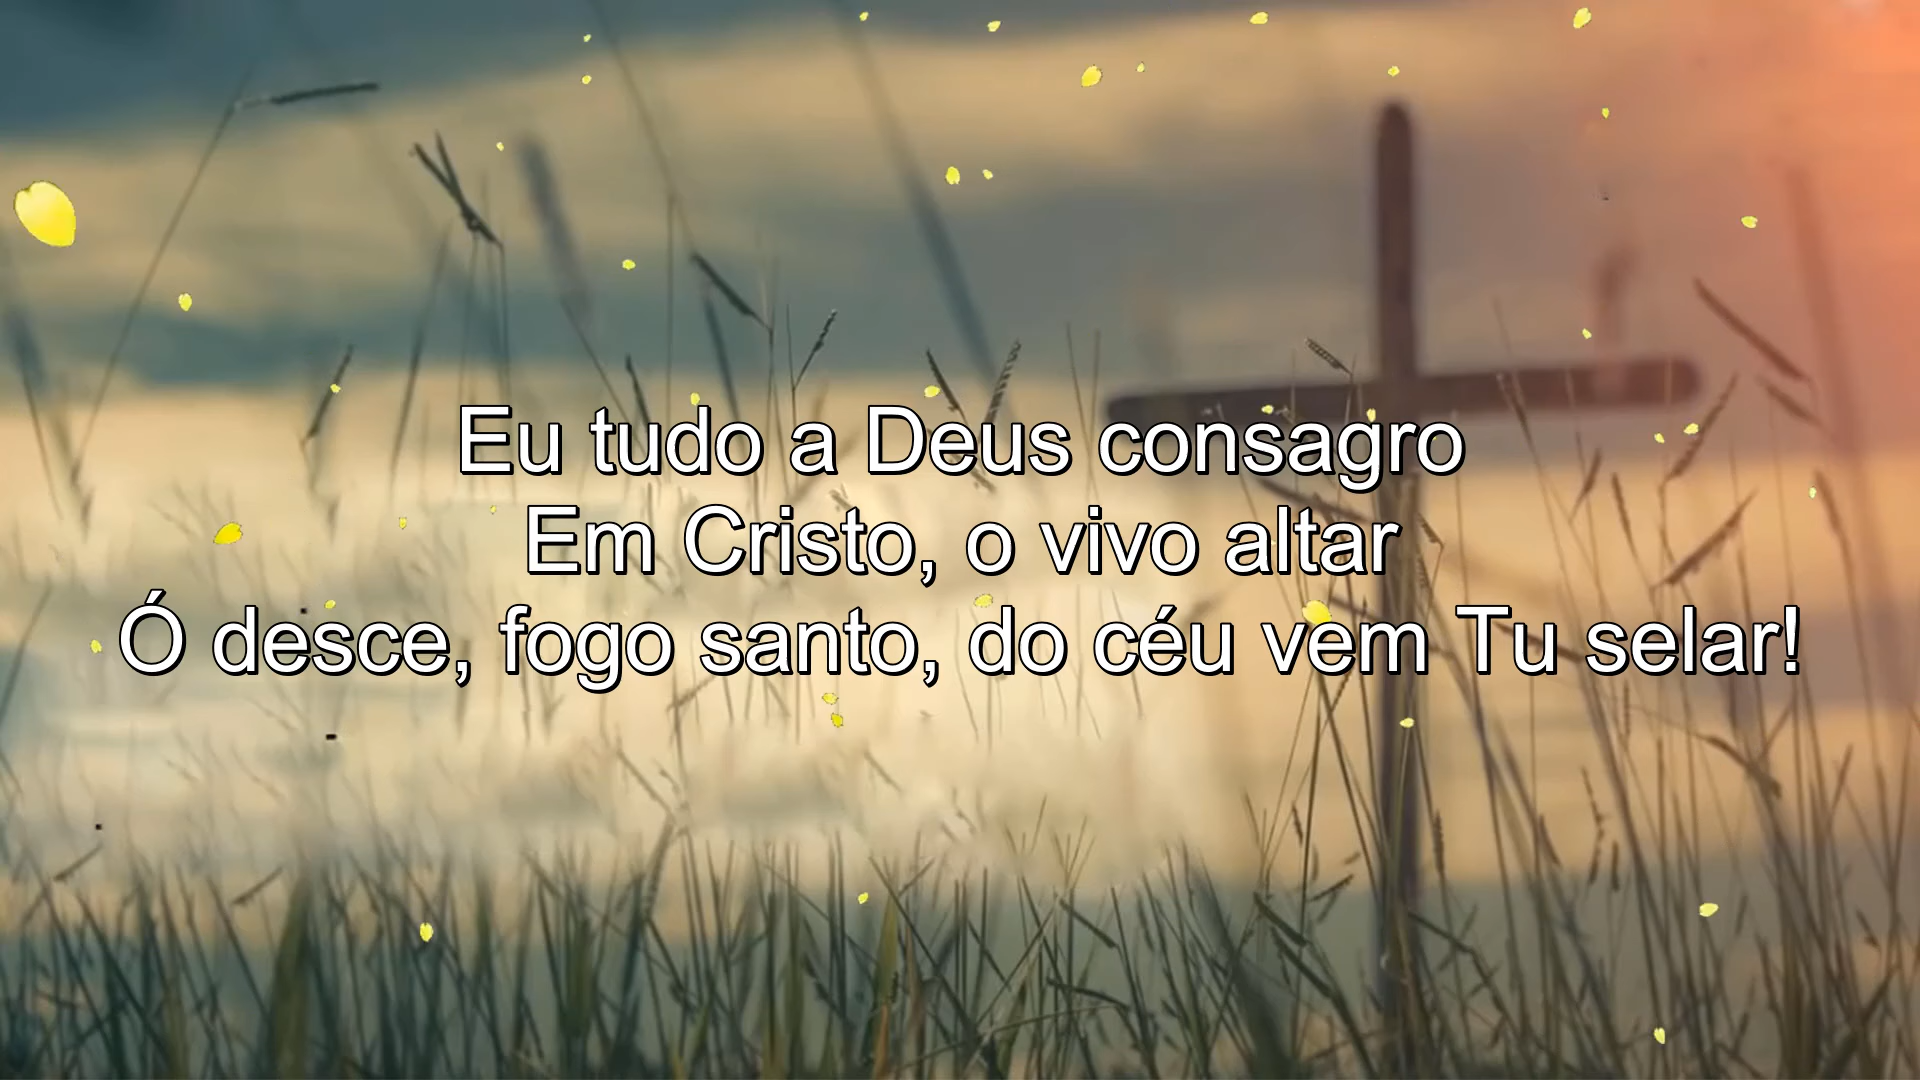 Eu tudo a Deus consagro
Em Cristo, o vivo altar
Ó desce, fogo santo, do céu vem Tu selar!